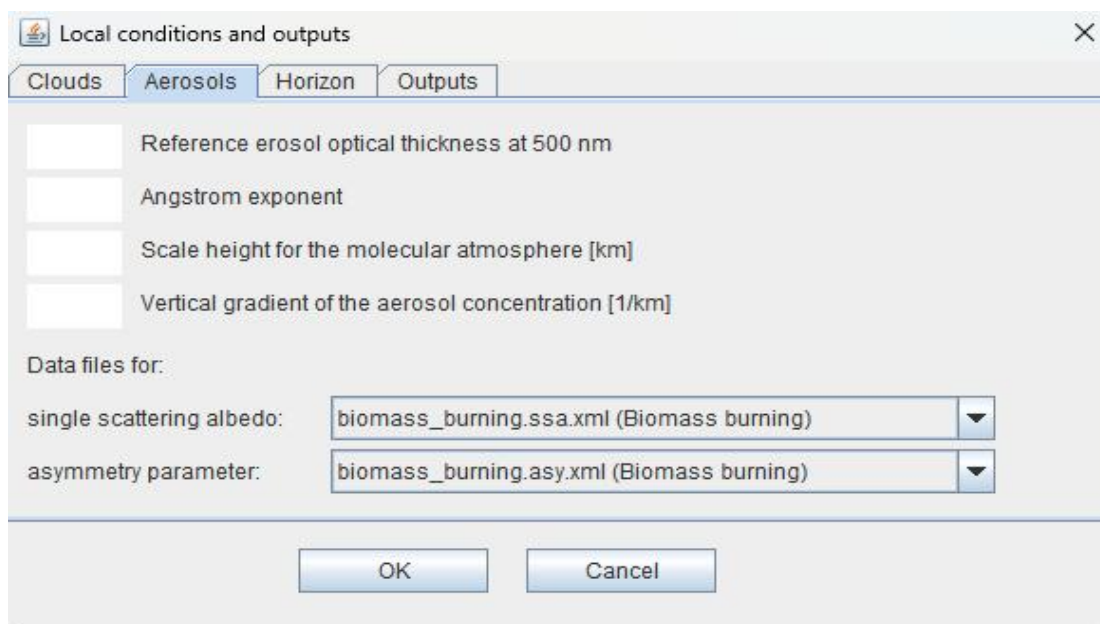 Local conditions and outputs
Clouds Aerosols Horizon Outputs
Reference erosol optical thickness at 500 nm
Angstrom exponent
Scale height for the molecular atmosphere [km]
Vertical gradient of the aerosol concentration [1/km]
Data files for:
single scattering albedo: biomass_burning.ssa.xml (Biomass burning)
asymmetry parameter: biomass_burning.asy.xml (Biomass burning)
OK Cancel